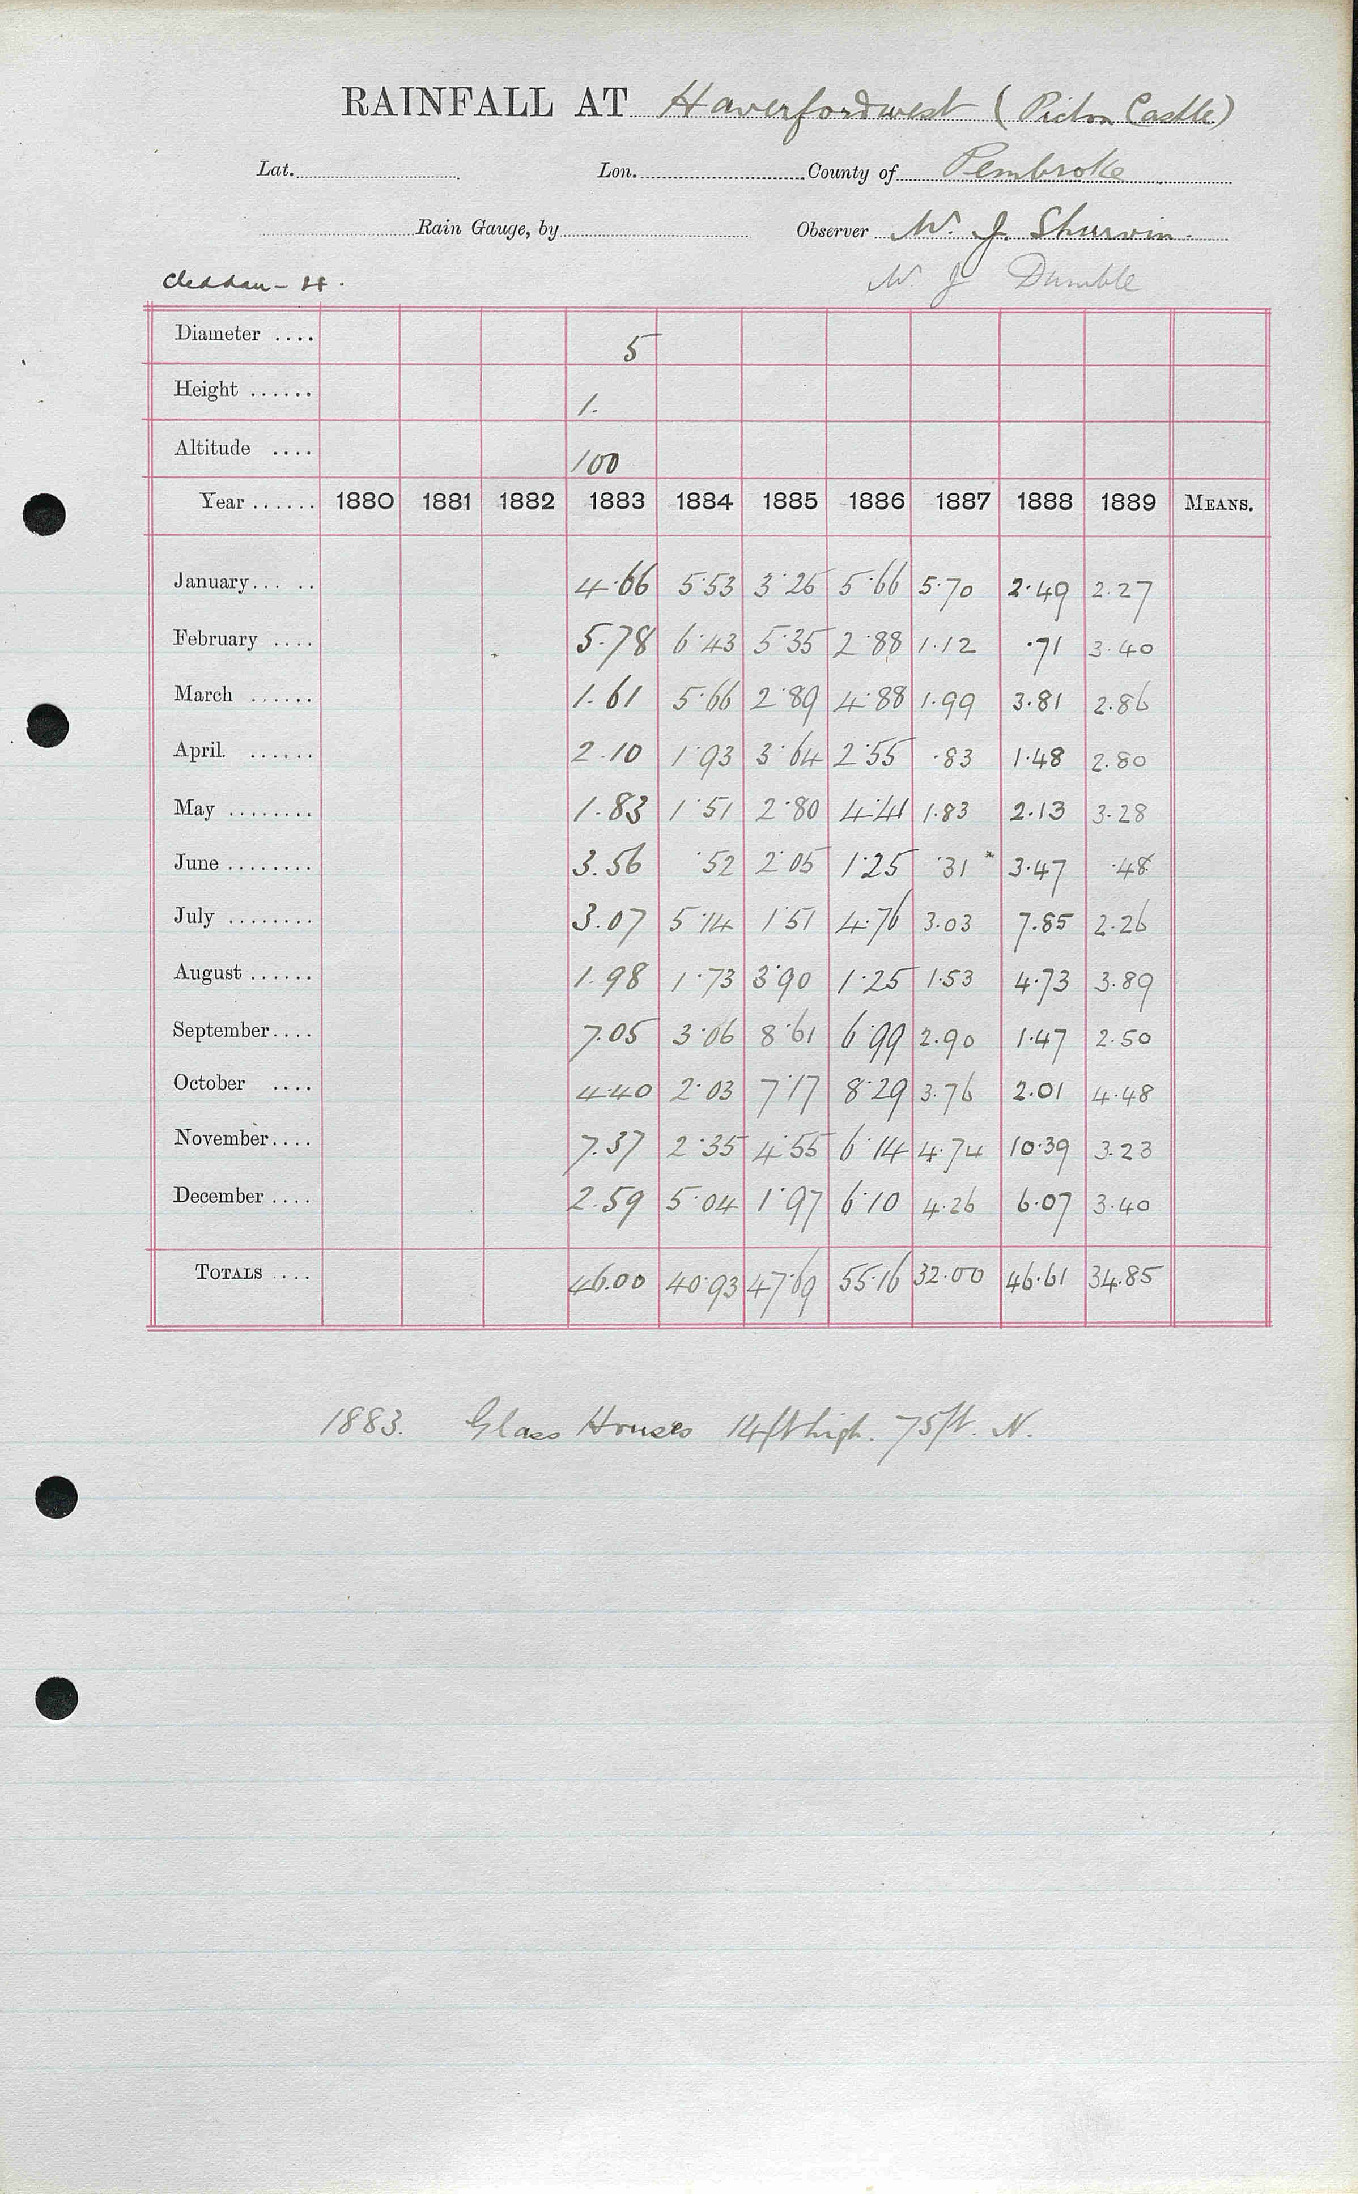 RAINFALL AT Haverfordwest (Picton Castle)
Lat. Lon. County of Pembroke
Rain Gauge, by Observer W. J. Shurvin.
Cleddau - H. W. J Dumble
Diameter .... 5
Height ...... 1.
Altitude .... 100
Year ...... 1880 1881 1882 1883 1884 1885 1886 1887 1888 1889 MEANS.
January... .. 4.66 5.53 3.25 5.66 5.70 2.49 2.27
February .... 5.78 6.43 5.35 2.88 1.12 .71 3.40
March ...... 1.61 5.66 2.89 4.88 1.99 3.81 2.86
April ...... 2.10 1.93 3.64 2.55 .83 1.48 2.80
May ........ 1.83 1.51 2.80 4.41 1.83 2.13 3.28
June ........ 3.56 .52 2.05 1.25 .31 3.47 .48
July ........ 3.07 5.14 1.51 4.76 3.03 7.85 2.26
August ...... 1.98 1.73 3.90 1.25 1.53 4.73 3.89
September.... 7.05 3.06 8.61 6.99 2.90 1.47 2.50
October .... 4.40 2.03 7.17 8.29 3.76 2.01 4.48
November.... 7.37 2.35 4.55 6.14 4.74 10.39 3.23
December .... 2.59 5.04 1.97 6.10 4.26 6.07 3.40
TOTALS .... 46.00 40.93 47.69 55.16 32.00 46.61 34.85
1883. Glass Houses 14ft high. 75ft. N.